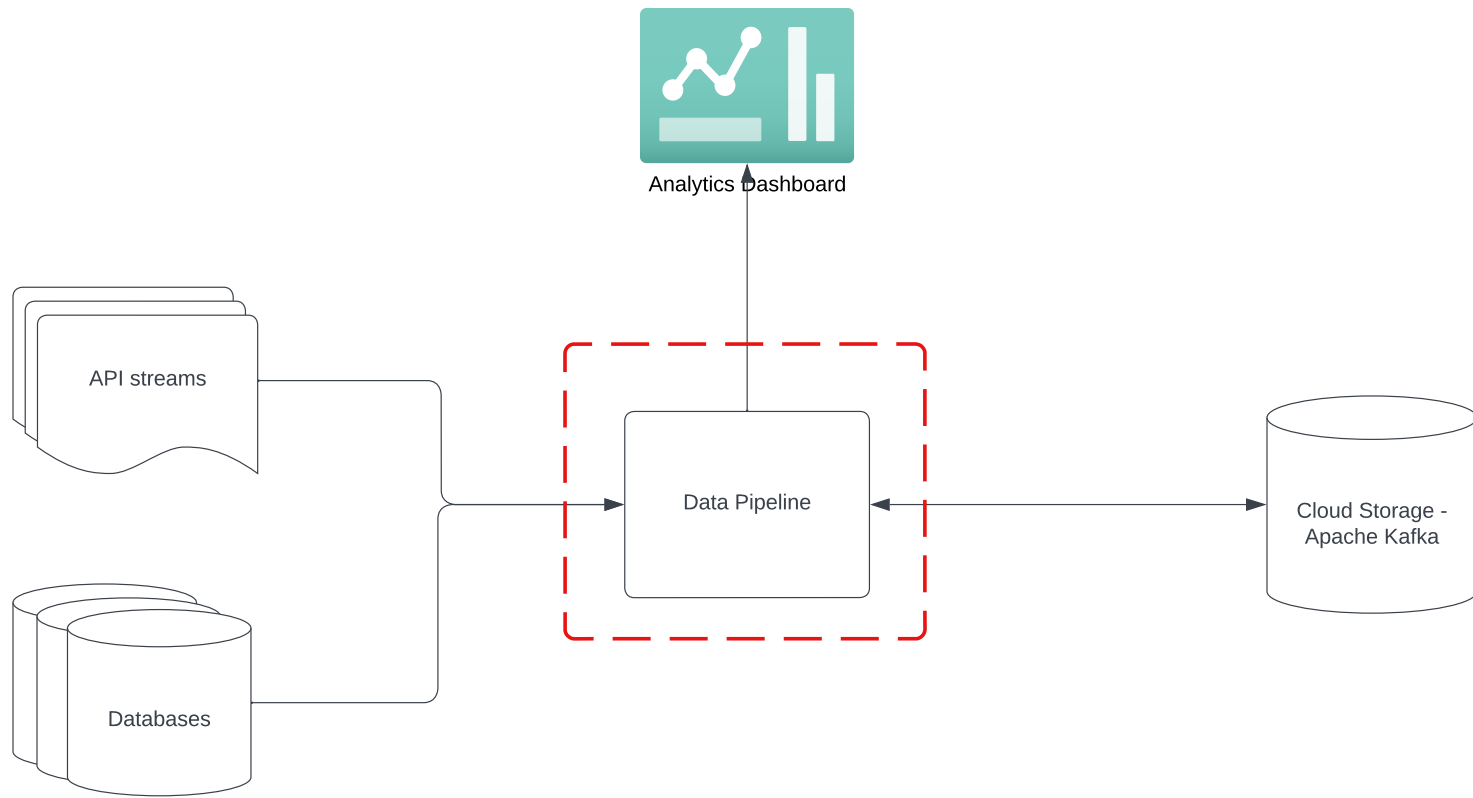 Analytics Dashboard
API streams
Data Pipeline
Cloud Storage -
Apache Kafka
Databases